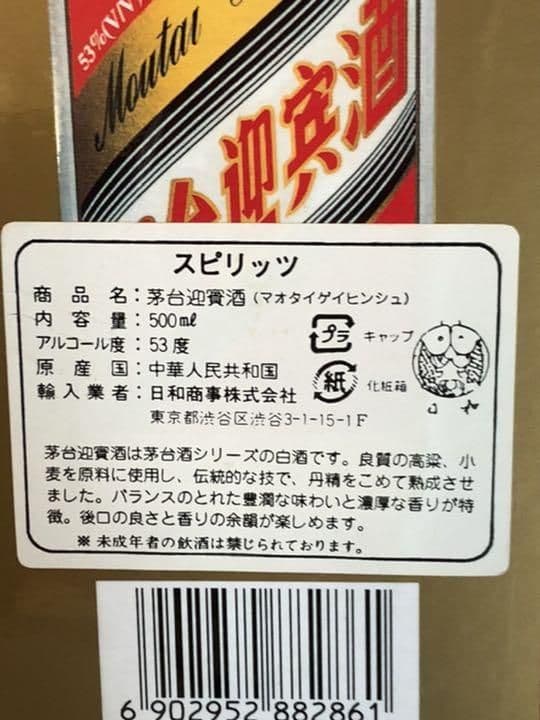 53%(V/V)
Moutai
迎宾酒
スピリッツ
商品名：茅台迎賓酒（マオタイゲイヒンシュ）
内容量：500㎖
アルコール度：53度
原産国：中華人民共和国
輸入業者：日和商事株式会社
東京都渋谷区渋谷3-1-15-1F
プラ キャップ
紙 化粧箱
茅台迎賓酒は茅台酒シリーズの白酒です。良質の高粱、小
麦を原料に使用し、伝統的な技で、丹精をこめて熟成させ
ました。バランスのとれた豊潤な味わいと濃厚な香りが特
徴。後口の良さと香りの余韻が楽しめます。
※未成年者の飲酒は禁じられております。
6 902952 882861